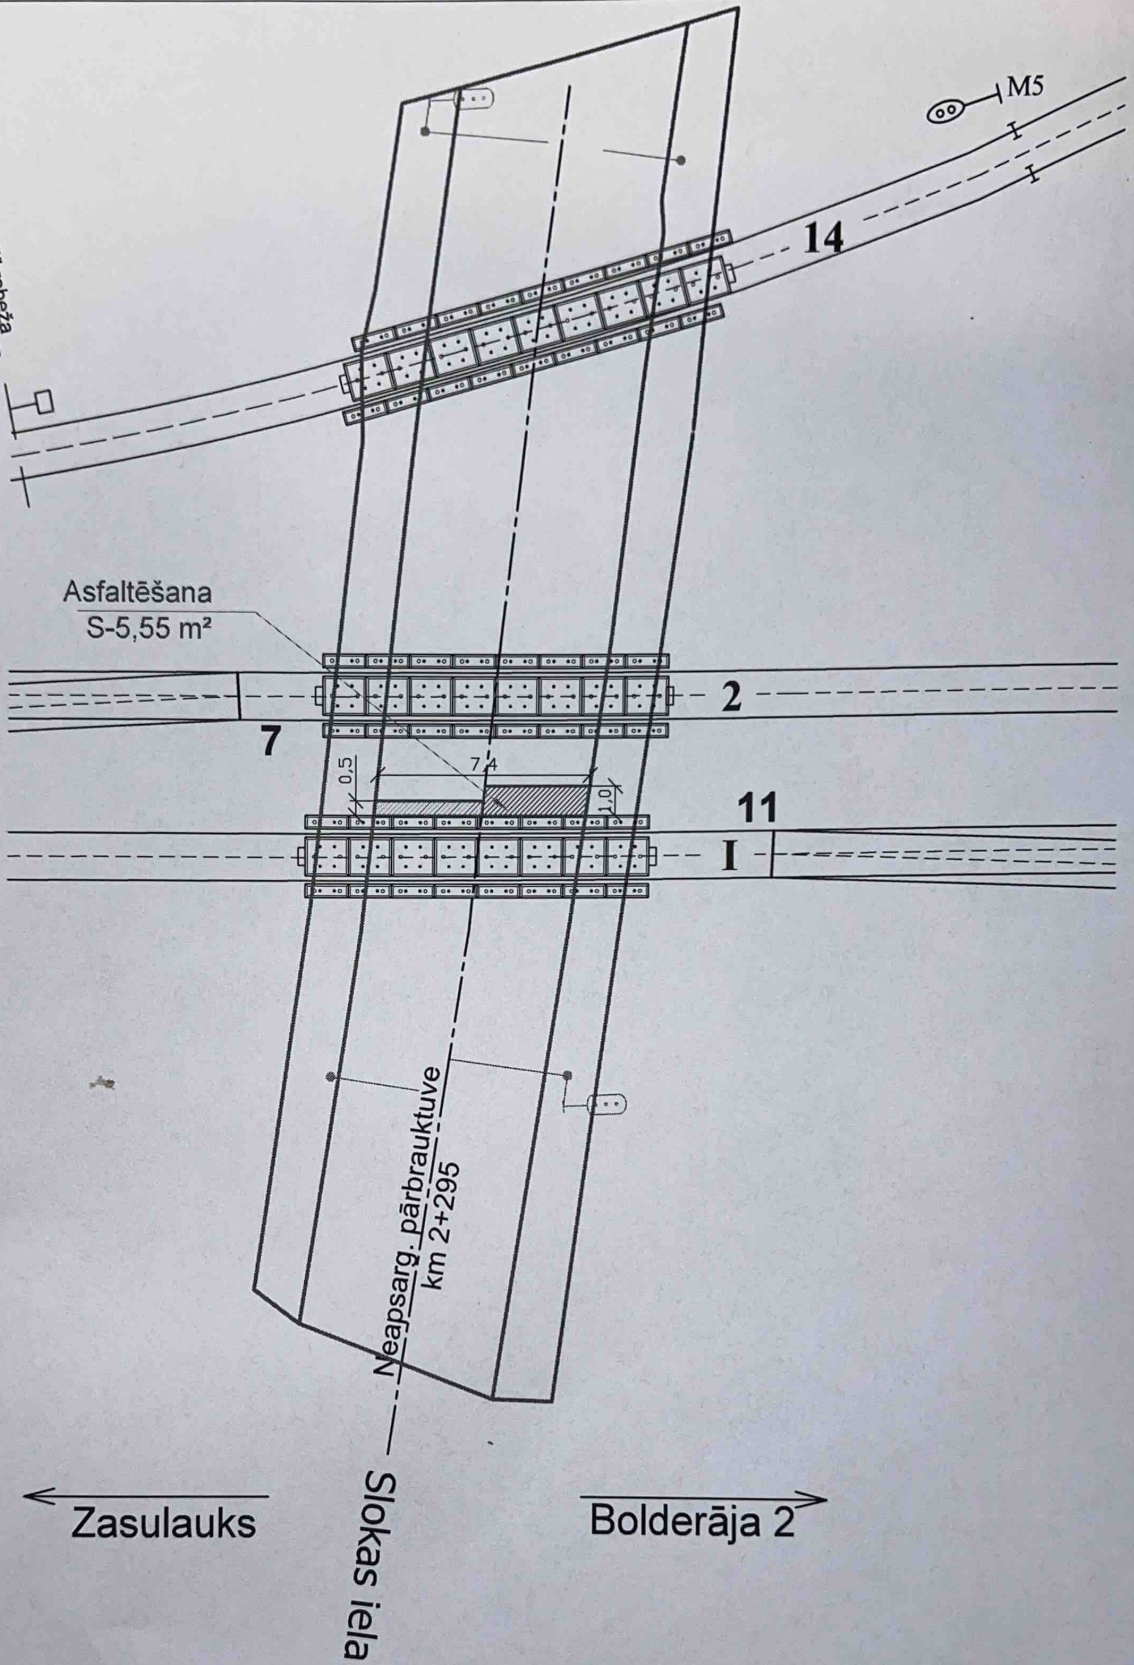 M5
14
Asfaltēšana
S-5,55 m²
2
7
7,4
0,5
1,0
11
I
Neapsarg. pārbrauktuve
km 2+295
Zasulauks
Bolderāja 2
Slokas iela